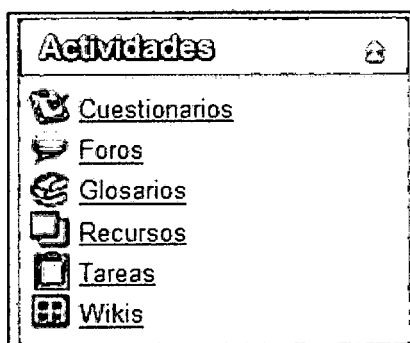 Actividades
Cuestionarios
Foros
Glosarios
Recursos
Tareas
Wikis